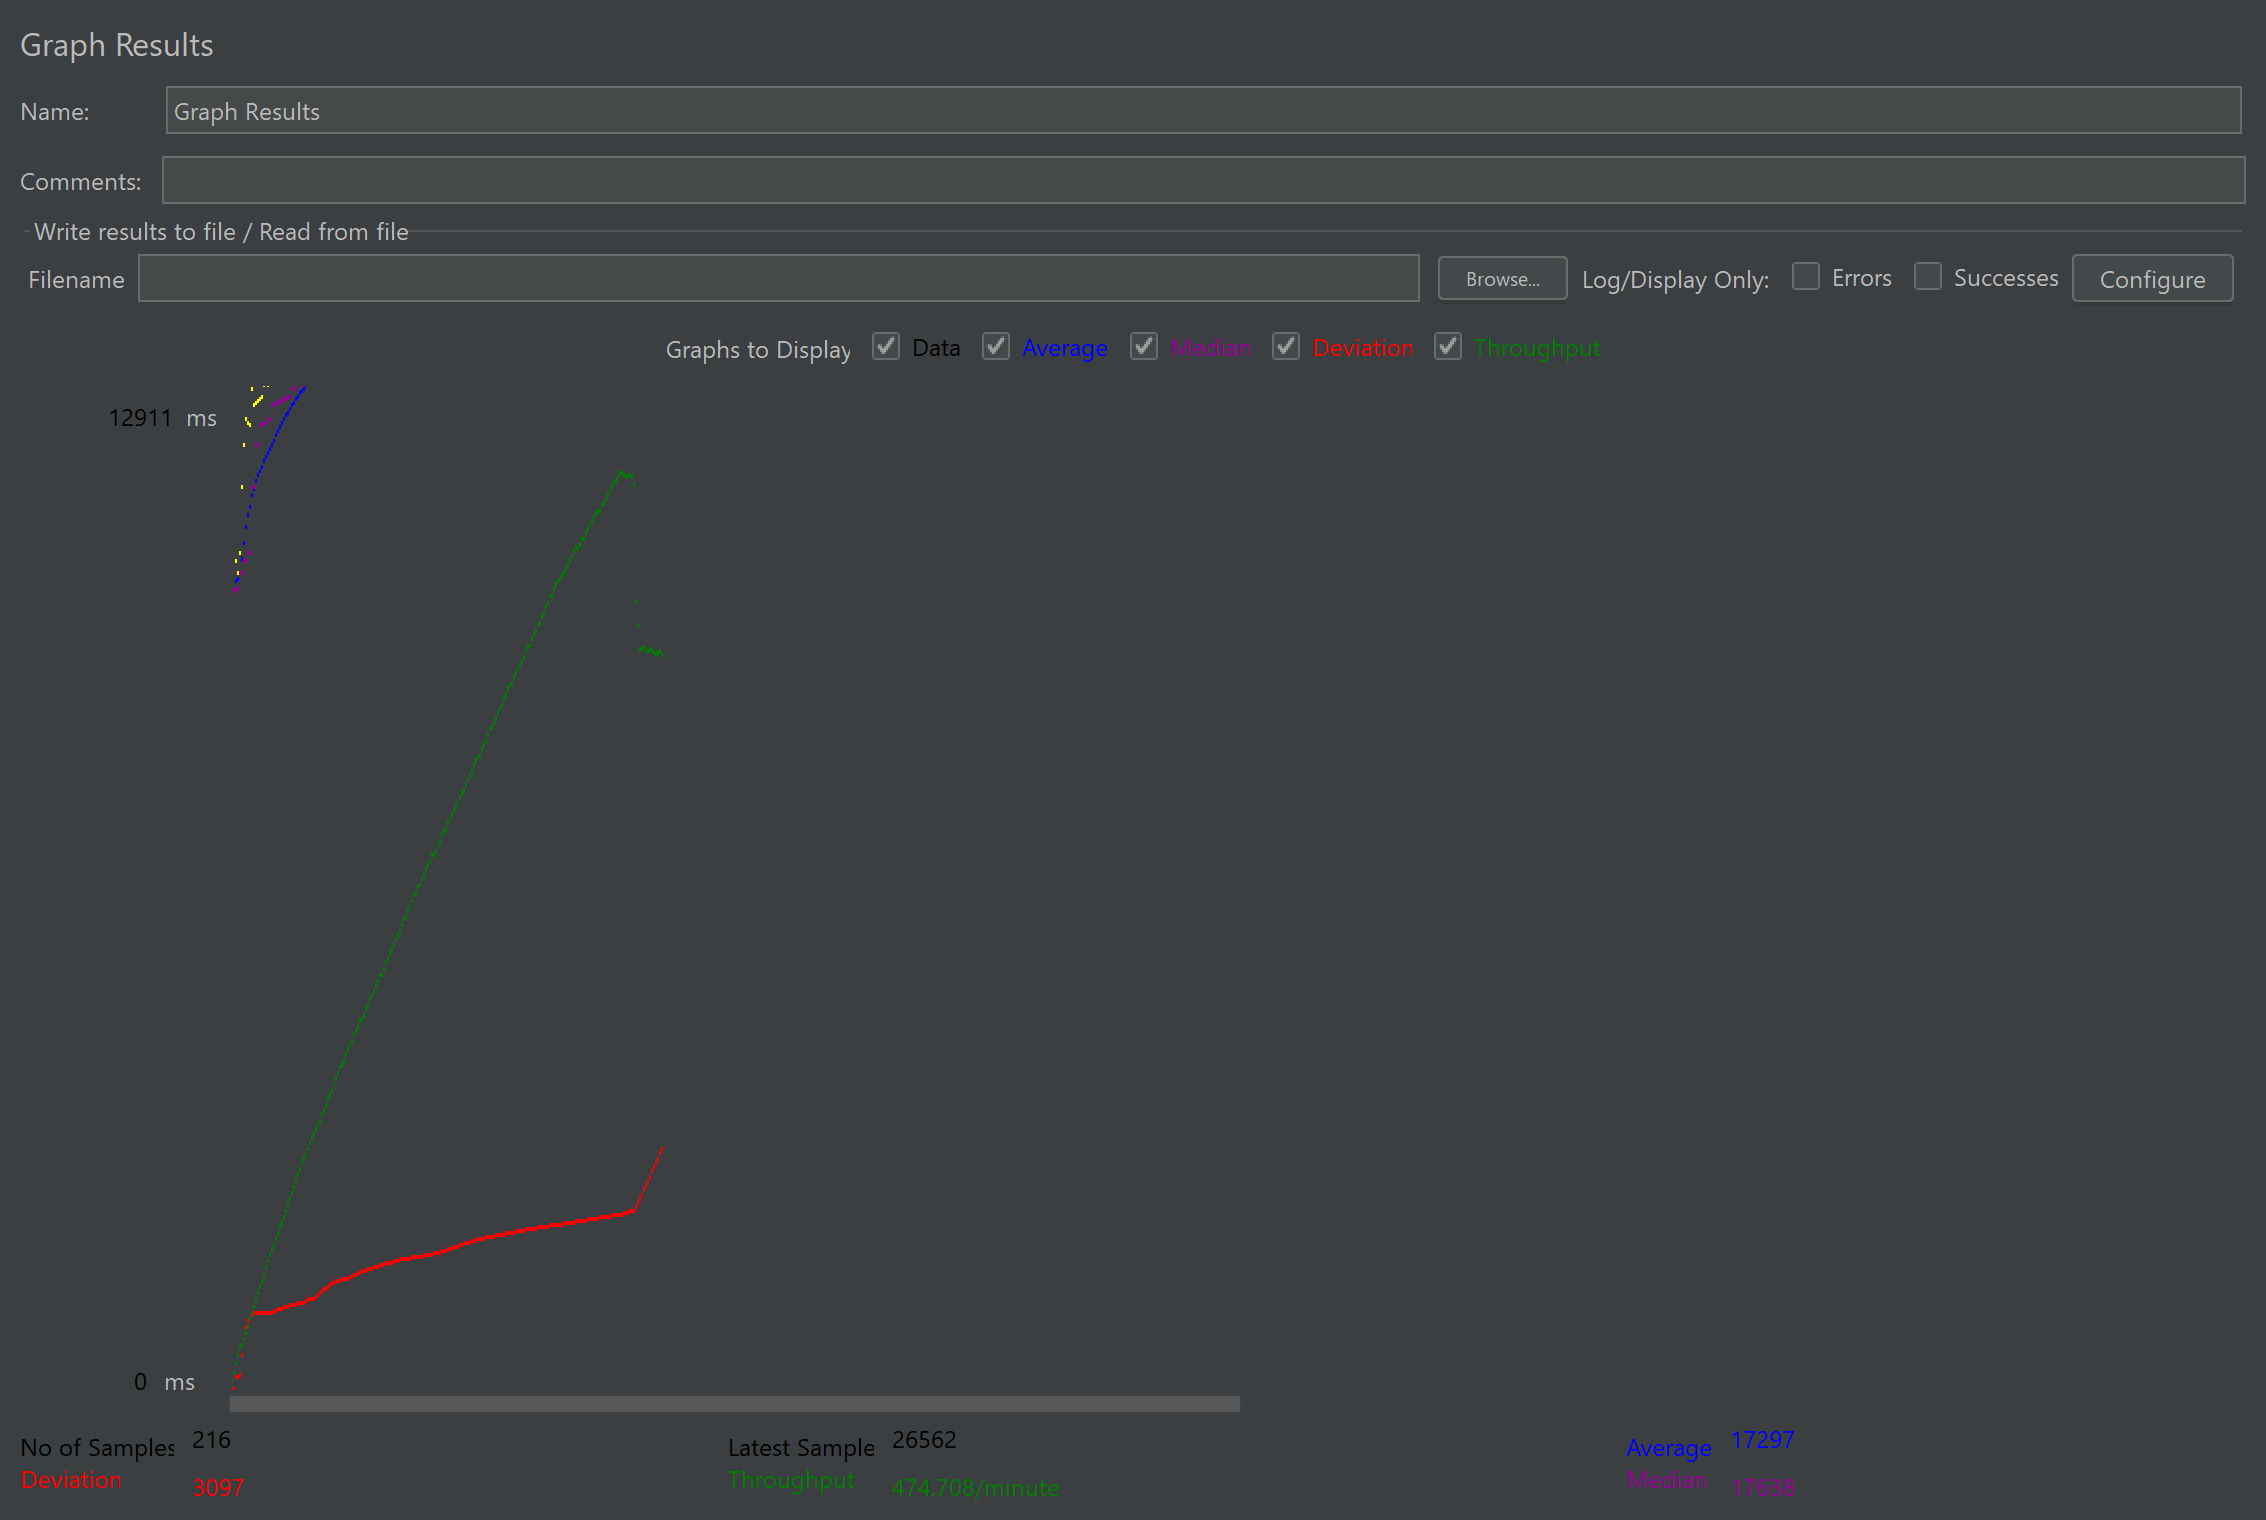 Graph Results
Name: Graph Results
Comments:
Write results to file / Read from file
Filename Browse... Log/Display Only: Errors Successes Configure
Graphs to Display Data Average Median Deviation Throughput
12911 ms
0 ms
No of Samples 216 Latest Sample 26562 Average 17297
Deviation 3097 Throughput 474.708/minute Median 17638